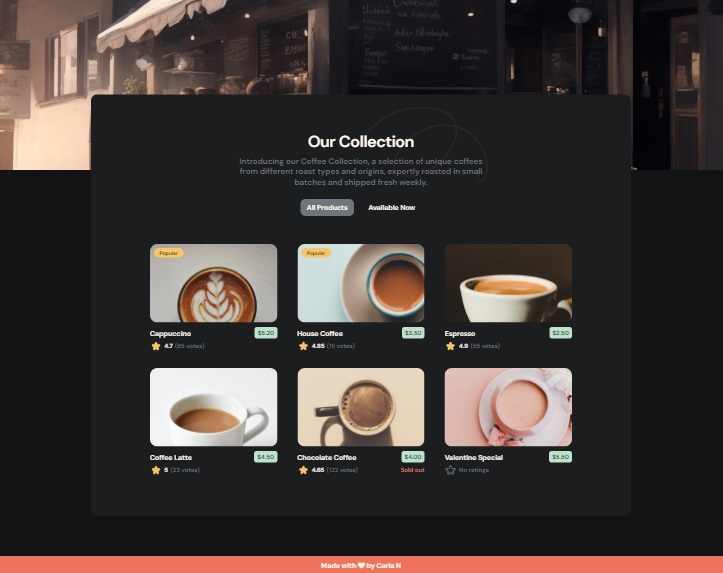 Our Collection
Introducing our Coffee Collection, a selection of unique coffees
from different roast types and origins, expertly roasted in small
batches and shipped fresh weekly.
All Products Available Now
Popular Popular
Cappuccino $5.20 House Coffee $3.50 Espresso $2.50
4.7 (65 votes) 4.85 (15 votes) 4.9 (55 votes)
Coffee Latte $4.50 Chocolate Coffee $4.00 Valentine Special $5.50
5 (23 votes) 4.65 (122 votes) Sold out No ratings
Made with by Carla N